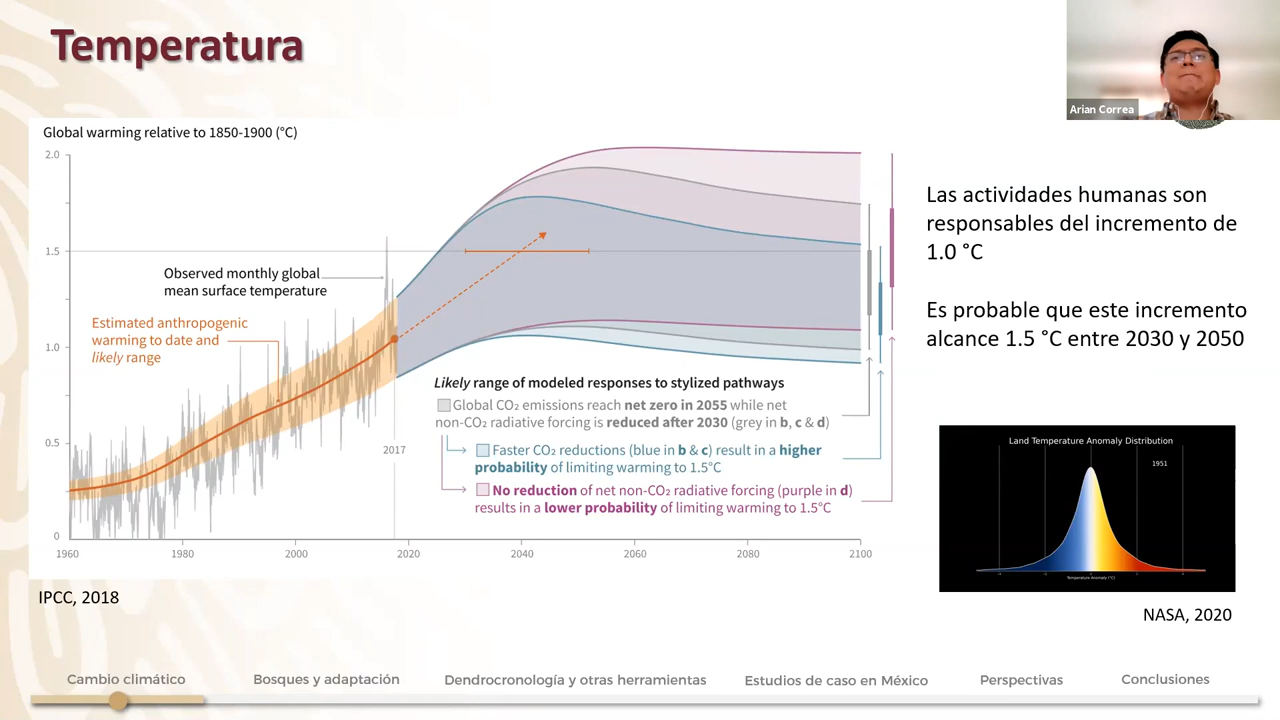 Temperatura
Arian Correa
Global warming relative to 1850-1900 (°C)
2.0
1.5
1.0
0.5
0
Observed monthly global
mean surface temperature
Estimated anthropogenic
warming to date and
likely range
2017
Likely range of modeled responses to stylized pathways
Global CO₂ emissions reach net zero in 2055 while net
non-CO₂ radiative forcing is reduced after 2030 (grey in b, c & d)
Faster CO₂ reductions (blue in b & c) result in a higher
probability of limiting warming to 1.5°C
No reduction of net non-CO₂ radiative forcing (purple in d)
results in a lower probability of limiting warming to 1.5°C
1960 1980 2000 2020 2040 2060 2080 2100
IPCC, 2018
Las actividades humanas son
responsables del incremento de
1.0 °C
Es probable que este incremento
alcance 1.5 °C entre 2030 y 2050
Land Temperature Anomaly Distribution
1951
Temperature Anomaly (°C)
NASA, 2020
Cambio climático Bosques y adaptación Dendrocronología y otras herramientas Estudios de caso en México Perspectivas Conclusiones